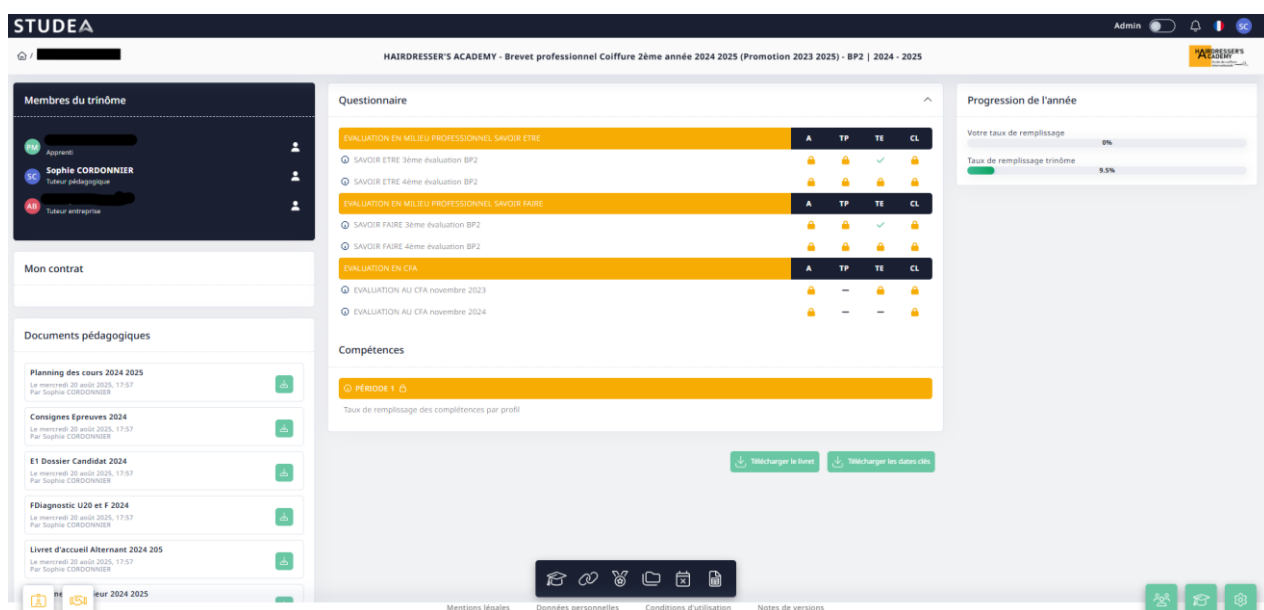 STUDEA
Admin
SC
/
HAIRDRESSER'S ACADEMY - Brevet professionnel Coiffure 2ème année 2024 2025 (Promotion 2023 2025) - BP2 | 2024 - 2025
HAIRDRESSER'S
ACADEMY
Membres du trinôme
PM
Apprenti
SC
Sophie CORDONNIER
Tuteur pédagogique
AB
Tuteur entreprise
Mon contrat
Documents pédagogiques
Planning des cours 2024 2025
Le mercredi 20 août 2025, 17:57
Par Sophie CORDONNIER
Consignes Epreuves 2024
Le mercredi 20 août 2025, 17:57
Par Sophie CORDONNIER
E1 Dossier Candidat 2024
Le mercredi 20 août 2025, 17:57
Par Sophie CORDONNIER
FDiagnostic U20 et F 2024
Le mercredi 20 août 2025, 17:57
Par Sophie CORDONNIER
Livret d'accueil Alternant 2024 205
Le mercredi 20 août 2025, 17:57
Par Sophie CORDONNIER
ieur 2024 2025
Questionnaire
EVALUATION EN MILIEU PROFESSIONNEL SAVOIR ETRE A TP TE CL
SAVOIR ETRE 3ème évaluation BP2
SAVOIR ETRE 4ème évaluation BP2
EVALUATION EN MILIEU PROFESSIONNEL SAVOIR FAIRE A TP TE CL
SAVOIR FAIRE 3ème évaluation BP2
SAVOIR FAIRE 4ème évaluation BP2
EVALUATION EN CFA A TP TE CL
EVALUATION AU CFA novembre 2023
EVALUATION AU CFA novembre 2024
Compétences
PÉRIODE 1
Taux de remplissage des compétences par profil
Télécharger le livret
Télécharger les dates clés
Progression de l'année
Votre taux de remplissage
0%
Taux de remplissage trinôme
9.5%
Mentions légales Données personnelles Conditions d'utilisation Notes de versions